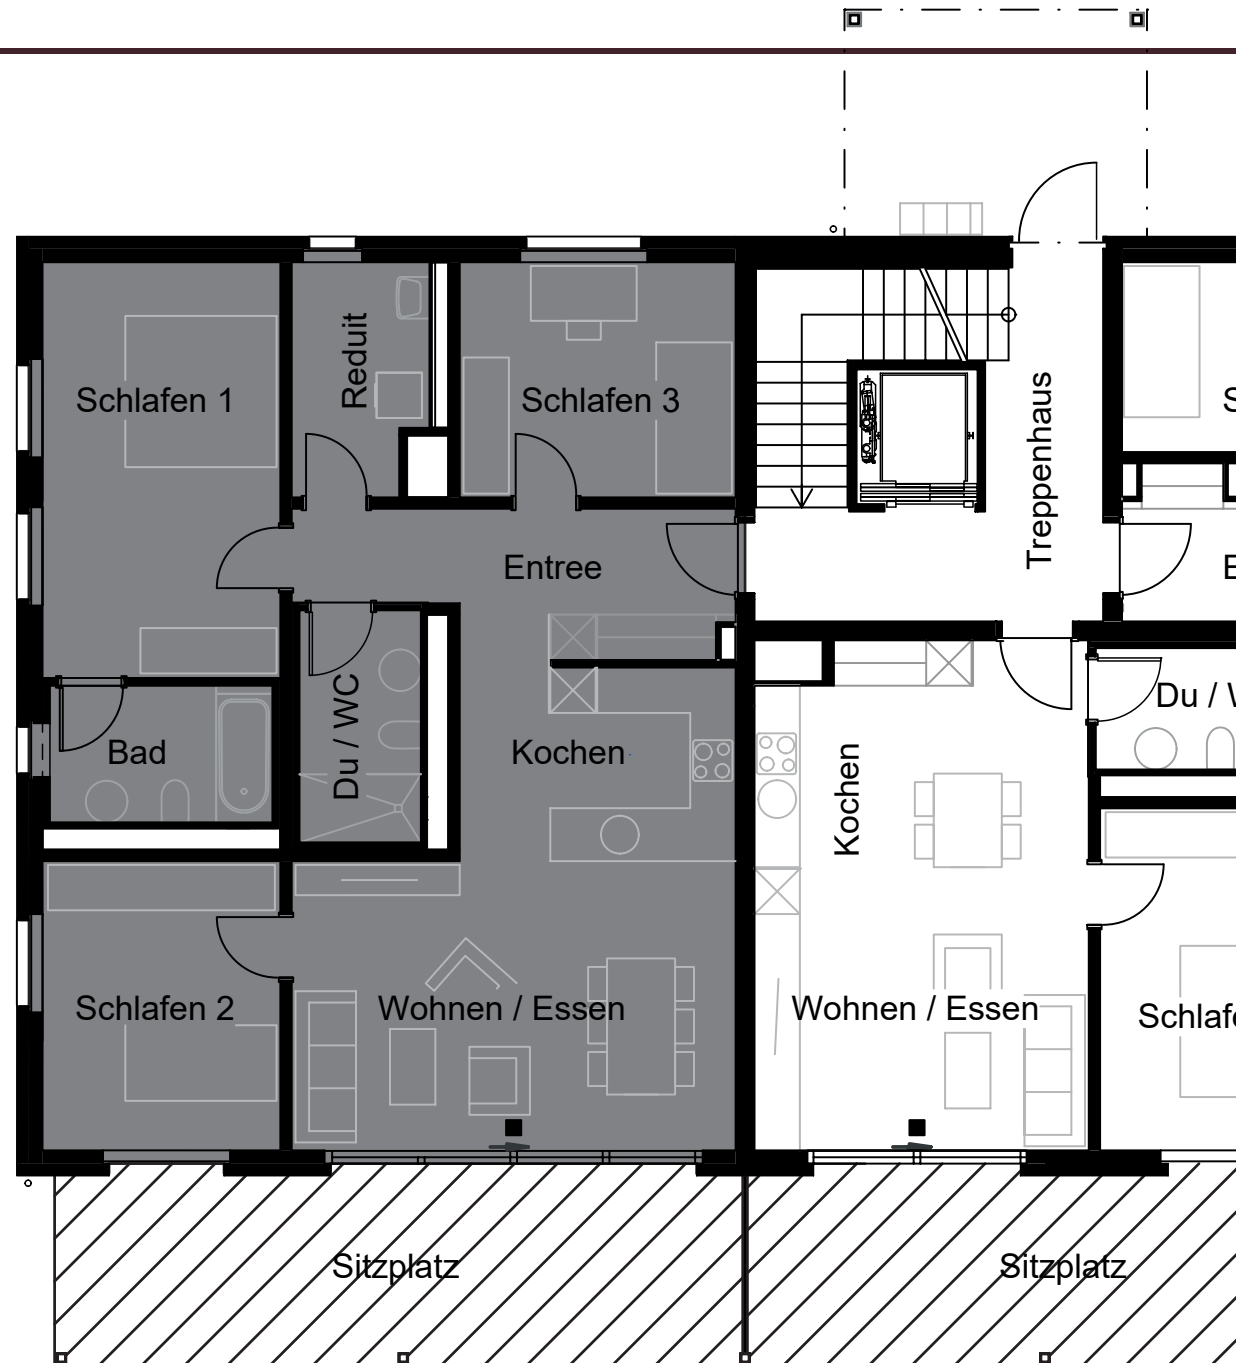 Reduit
Schlafen 1
Schlafen 3
Treppenhaus
Entree
Du / WC
Bad
Kochen
Kochen
Du /
Schlafen 2
Wohnen / Essen
Wohnen / Essen
Sitzplatz
Sitzplatz